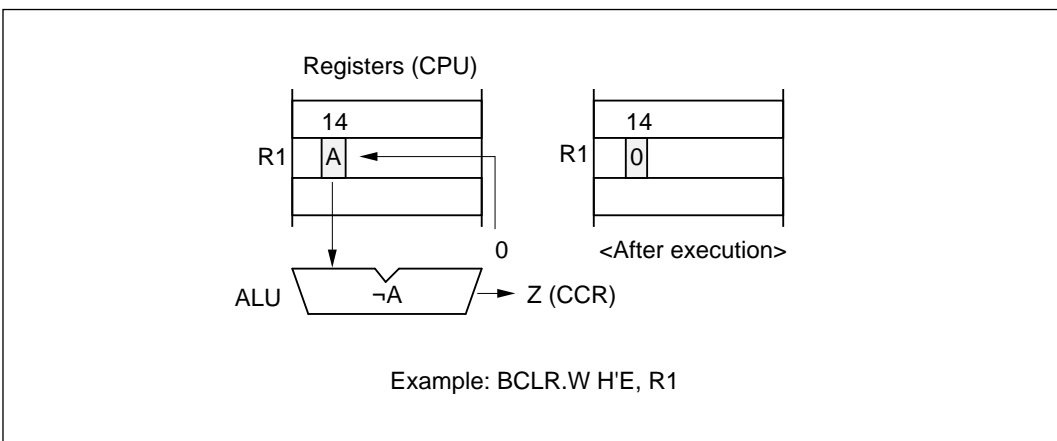 Registers (CPU)
14
14
R1
A
R1
0
0
<After execution>
ALU
¬A
Z (CCR)
Example: BCLR.W H'E, R1